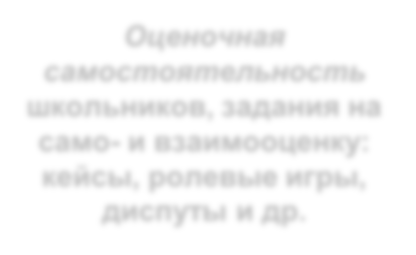 Оценочная
самостоятельность
школьников, задания на
само- и взаимооценку:
кейсы, ролевые игры,
диспуты и др.